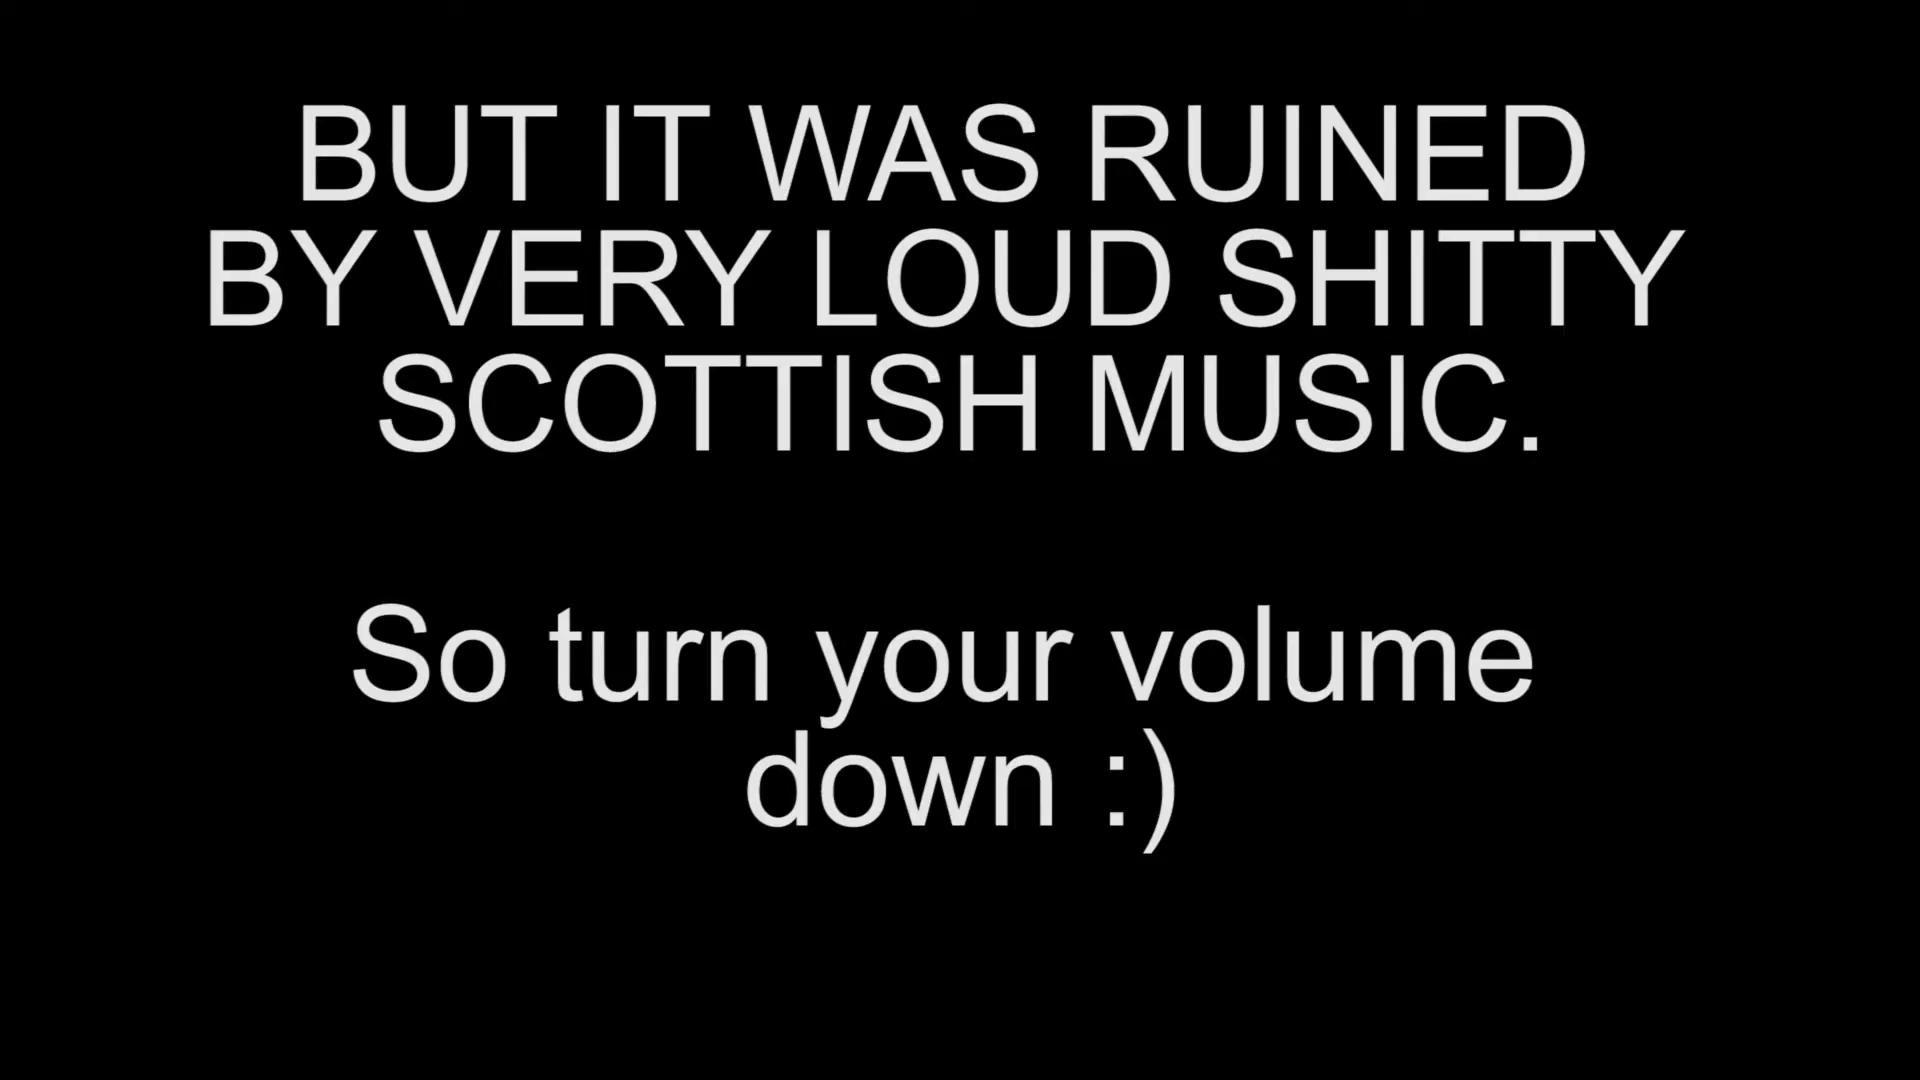 BUT IT WAS RUINED
BY VERY LOUD SHITTY
SCOTTISH MUSIC.
So turn your volume
down :)